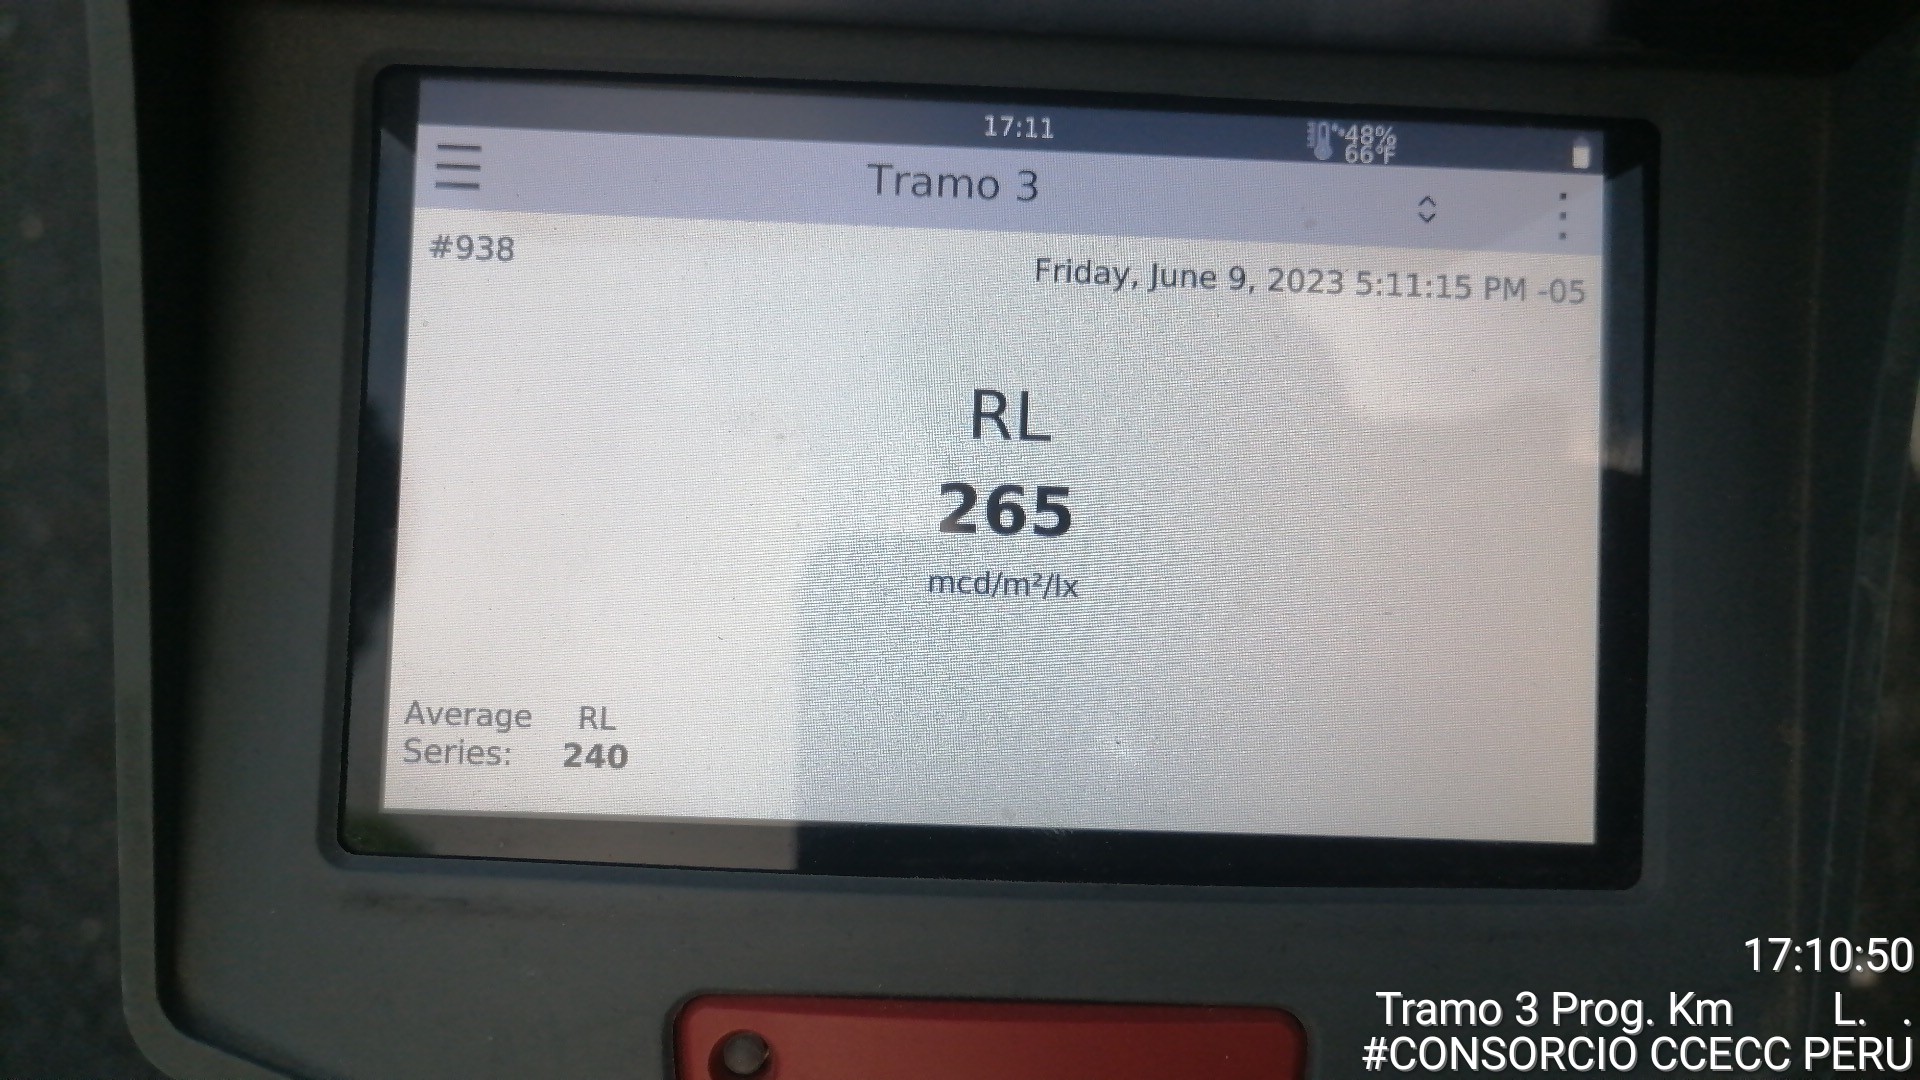 17:11
48%
66°F
Tramo 3
#938
Friday, June 9, 2023 5:11:15 PM -05
RL
265
mcd/m²/lx
Average RL
Series: 240
17:10:50
Tramo 3 Prog. Km L. .
#CONSORCIO CCECC PERU